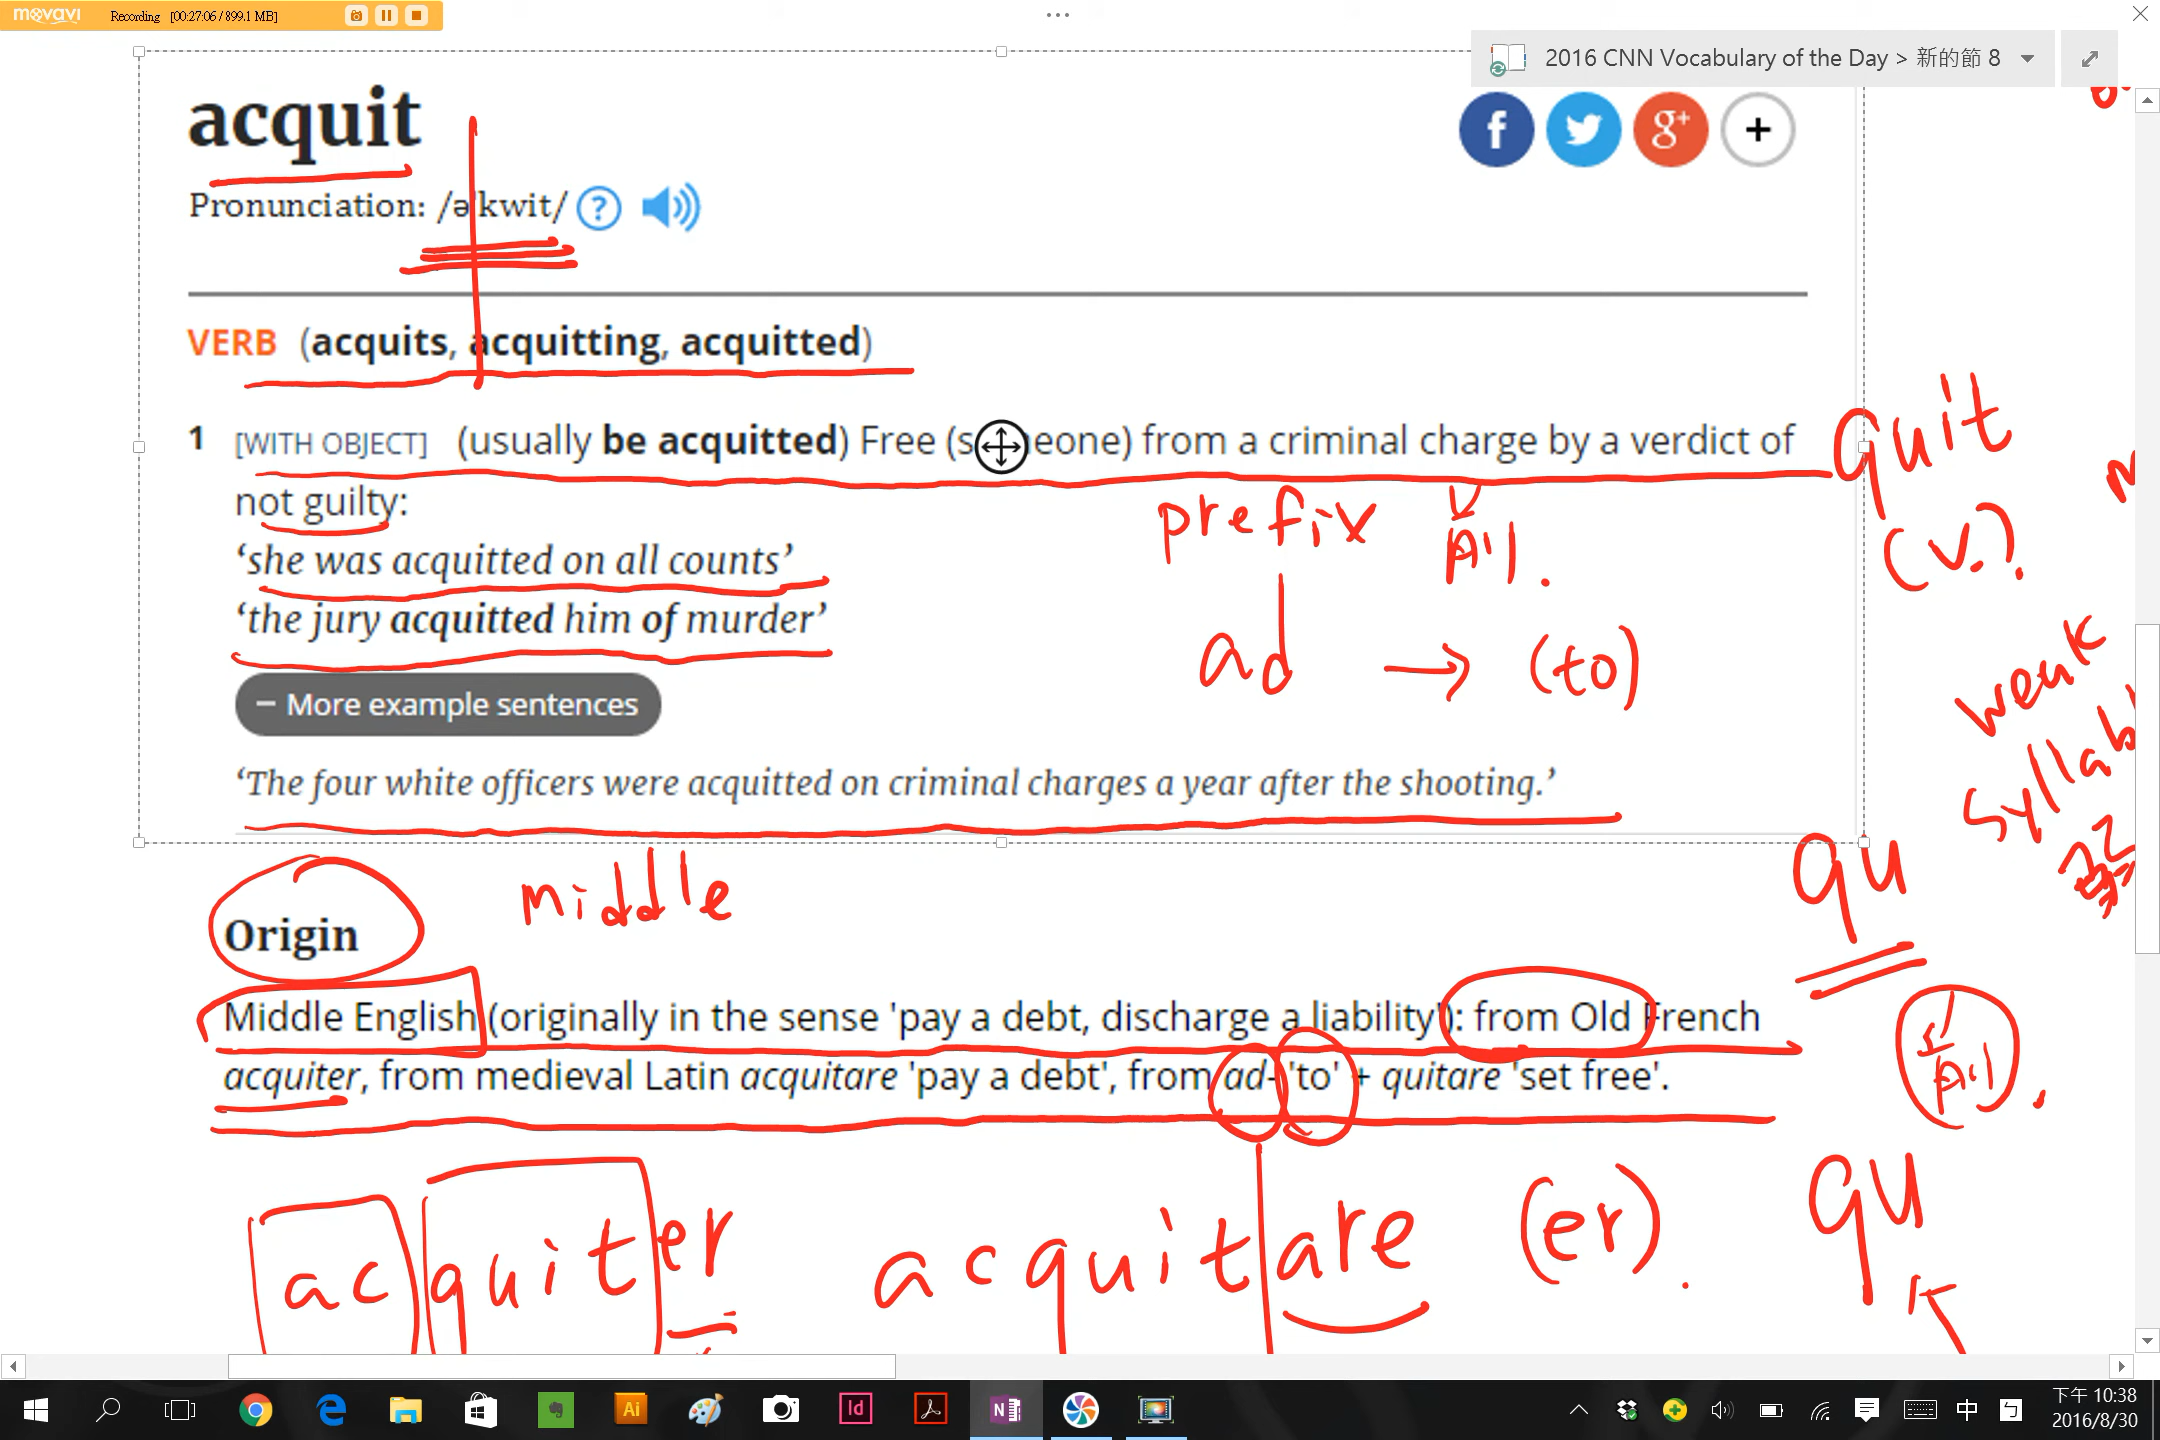 movavi Recording [00:27:06 / 899.1 MB]
2016 CNN Vocabulary of the Day > 新的節 8
acquit
Pronunciation: /əˈkwit/
VERB (acquits, acquitting, acquitted)
1 [WITH OBJECT] (usually be acquitted) Free (s eone) from a criminal charge by a verdict of
not guilty:
quit
(v.)
prefix
前.
‘she was acquitted on all counts’
‘the jury acquitted him of murder’
ad → (to)
weak
− More example sentences
‘The four white officers were acquitted on criminal charges a year after the shooting.’
qu
Middle
Origin
Middle English (originally in the sense 'pay a debt, discharge a liability'): from Old French
acquiter, from medieval Latin acquitare 'pay a debt', from ad- 'to' + quitare 'set free'.
ac quit er
acquit are (er).
qu
下午 10:38
2016/8/30
中